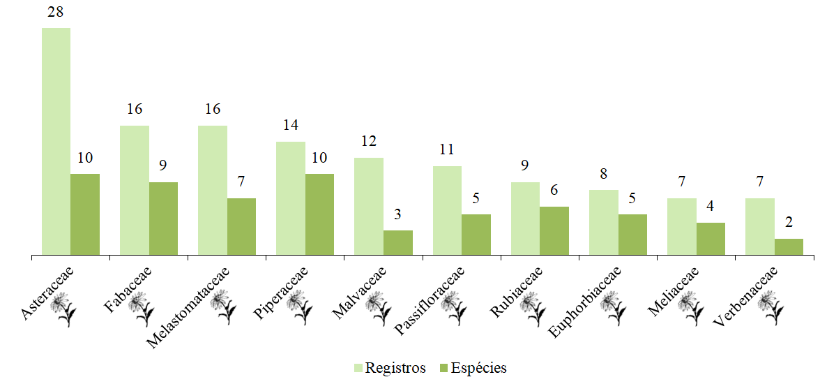 28
10
16
9
16
7
14
10
12
3
11
5
9
6
8
5
7
4
7
2
Asteraceae
Fabaceae
Melastomataceae
Piperaceae
Malvaceae
Passifloraceae
Rubiaceae
Euphorbiaceae
Meliaceae
Verbenaceae
Registros
Espécies